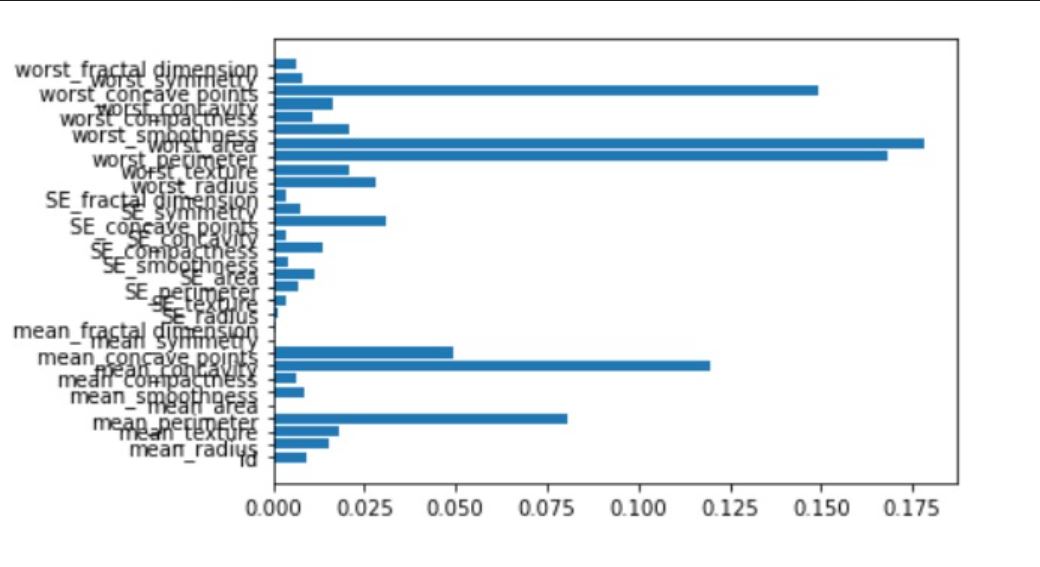 worst_fractal dimension
worst_symmetry
worst_concave points
worst_concavity
worst_compactness
worst_smoothness
worst_area
worst_perimeter
worst_texture
worst_radius
SE_fractal dimension
SE_symmetry
SE_concave points
SE_concavity
SE_compactness
SE_smoothness
SE_area
SE_perimeter
SE_texture
SE_radius
mean_fractal dimension
mean_symmetry
mean_concave points
mean_concavity
mean_compactness
mean_smoothness
mean_area
mean_perimeter
mean_texture
mean_radius
id
0.000 0.025 0.050 0.075 0.100 0.125 0.150 0.175